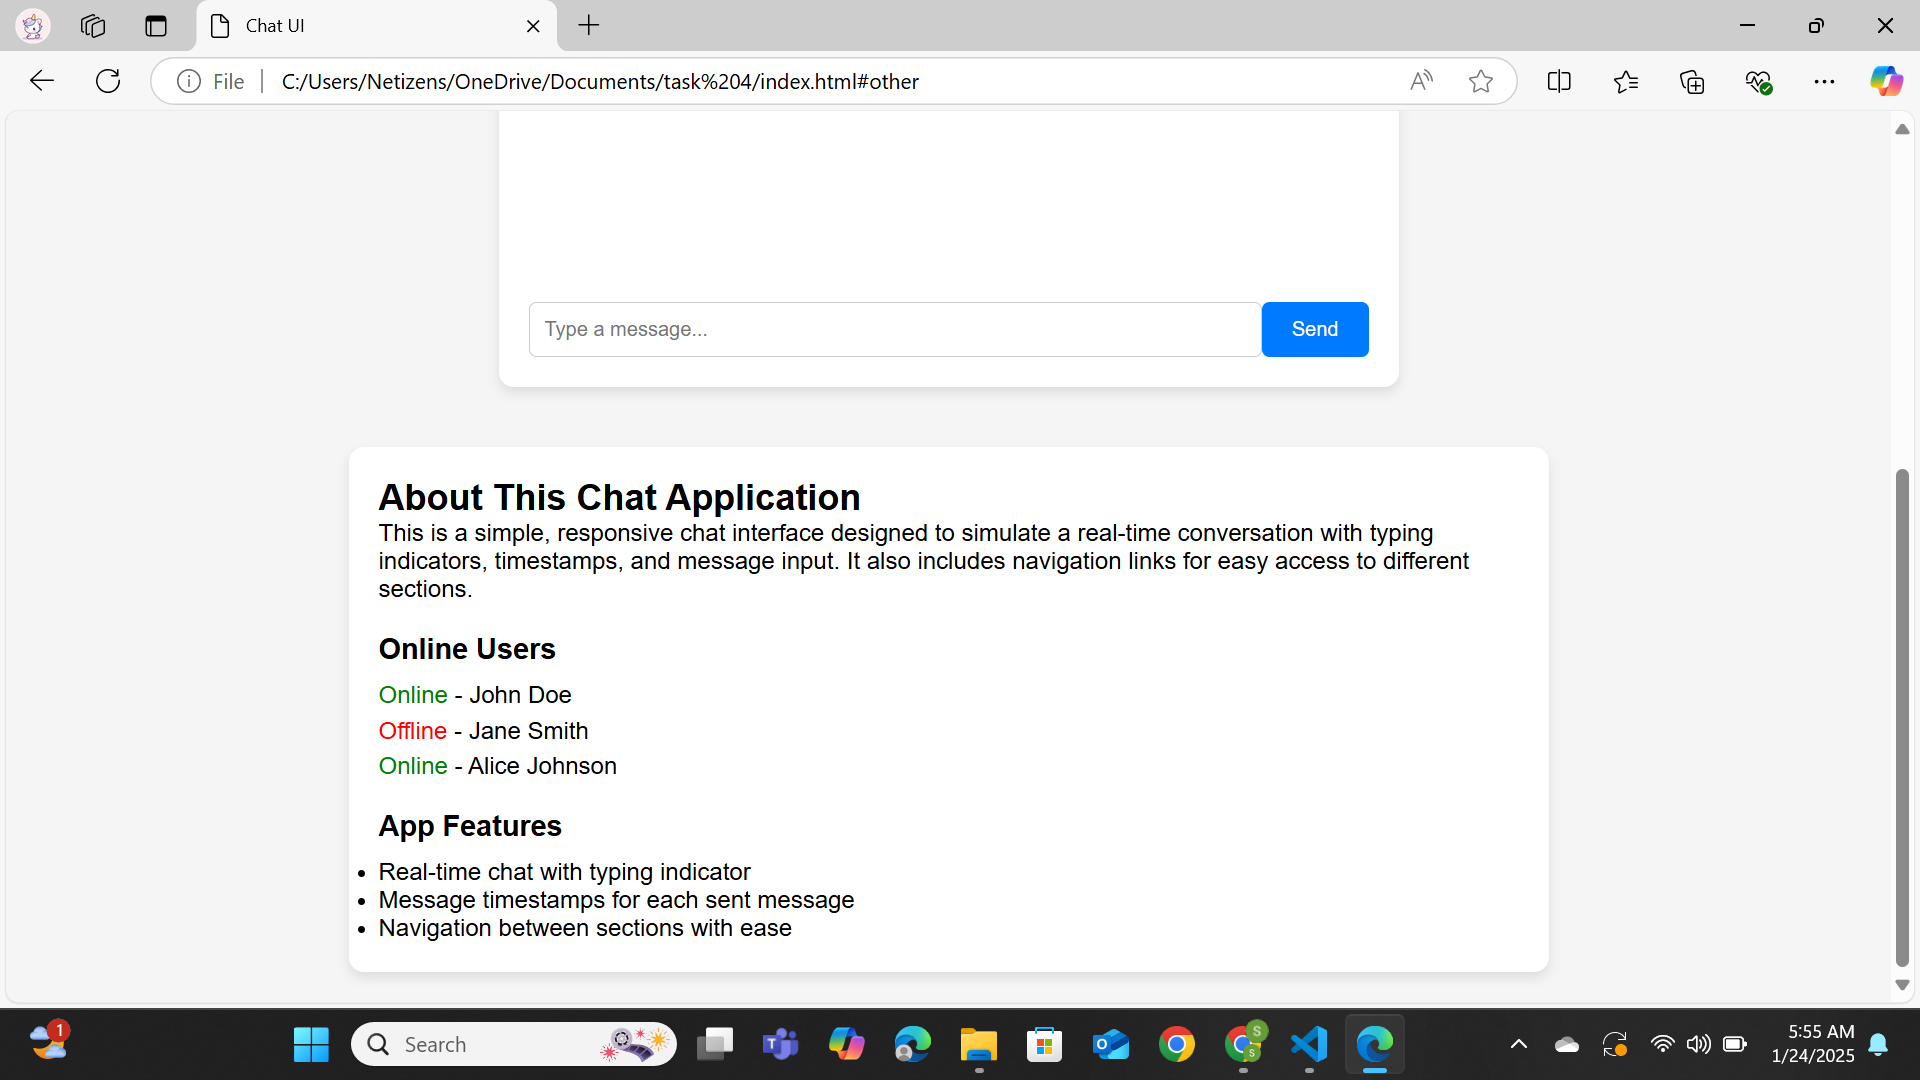 Chat UI
File
C:/Users/Netizens/OneDrive/Documents/task%204/index.html#other
Type a message...
Send
About This Chat Application
This is a simple, responsive chat interface designed to simulate a real-time conversation with typing
indicators, timestamps, and message input. It also includes navigation links for easy access to different
sections.
Online Users
Online - John Doe
Offline - Jane Smith
Online - Alice Johnson
App Features
• Real-time chat with typing indicator
• Message timestamps for each sent message
• Navigation between sections with ease
1
Search
S
S
5:55 AM
1/24/2025